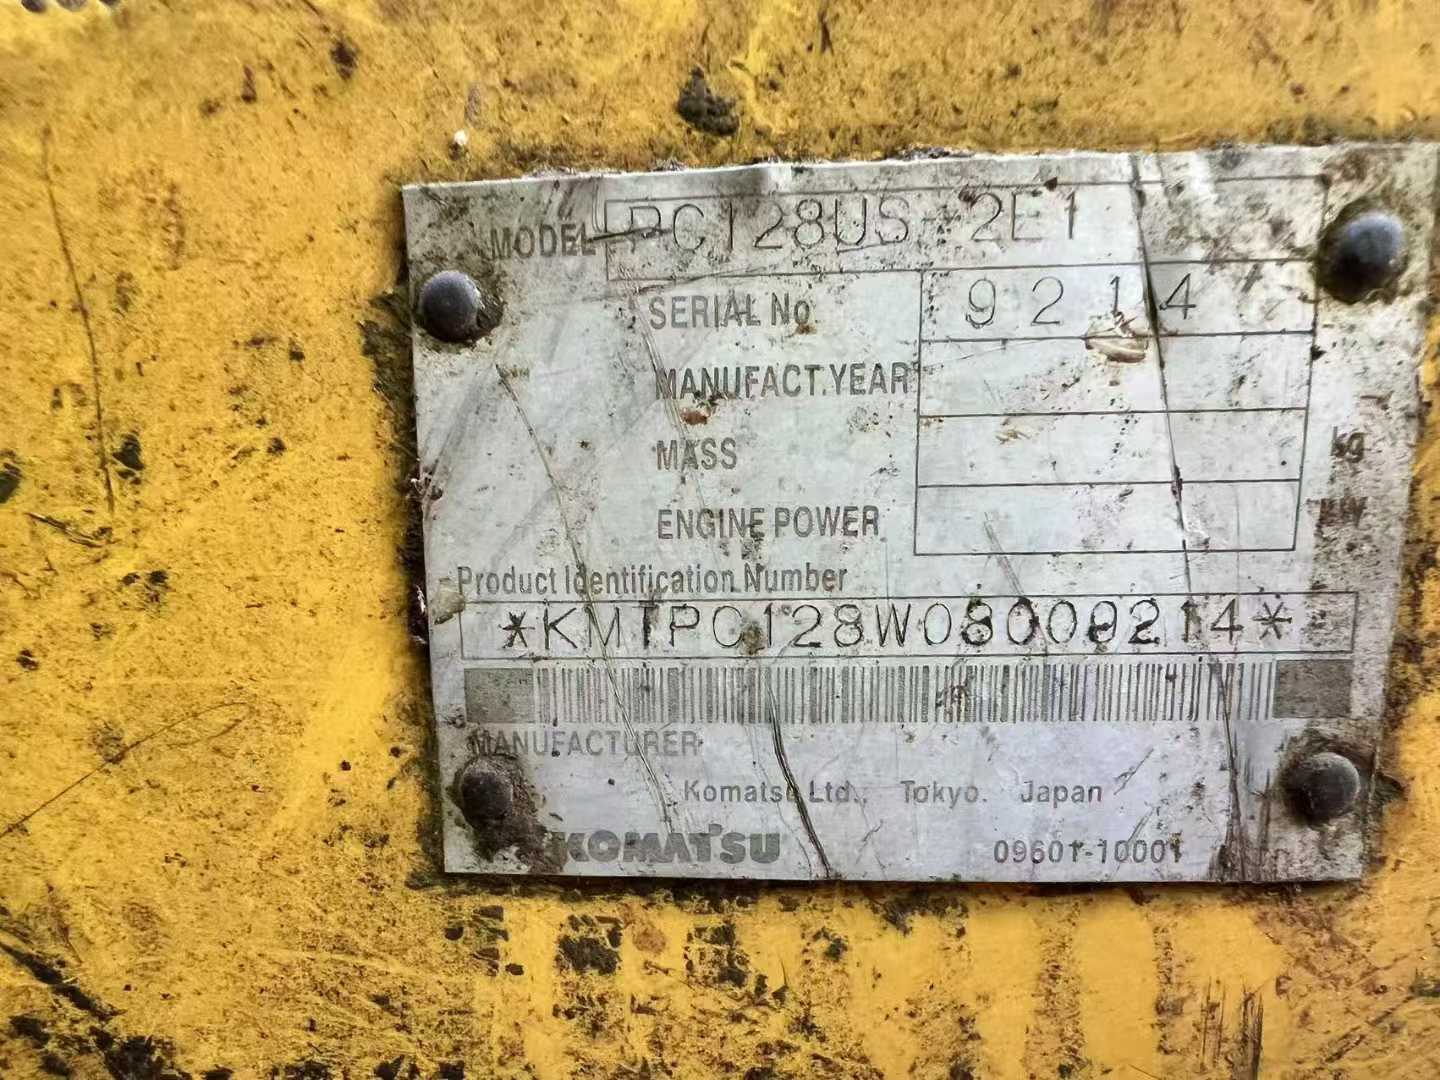 MODEL PC128US-2E1
SERIAL No 9214
MANUFACT.YEAR
MASS kg
ENGINE POWER kW
Product Identification Number
*KMTPC128W08009214*
MANUFACTURER
Komatsu Ltd., Tokyo. Japan
KOMATSU 09601-10001